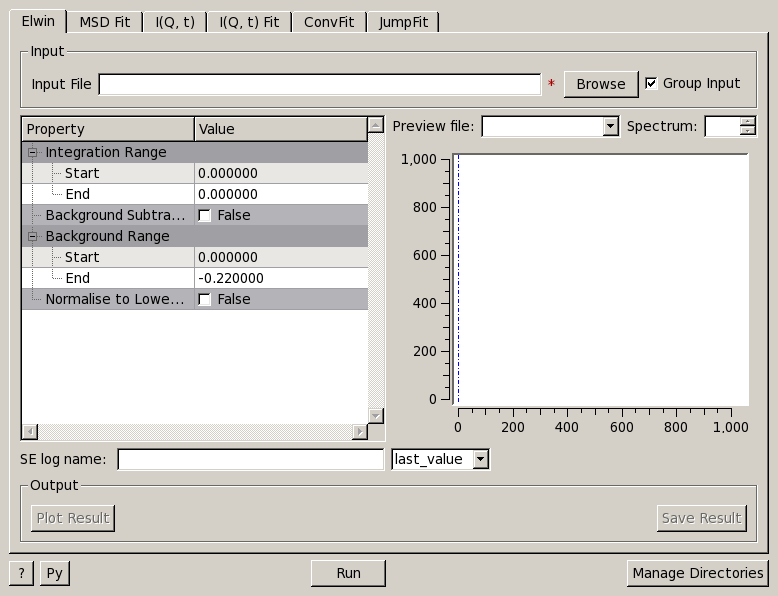 Elwin MSD Fit I(Q, t) I(Q, t) Fit ConvFit JumpFit
Input
Input File * Browse Group Input
Property Value
Integration Range
Start 0.000000
End 0.000000
Background Subtra... False
Background Range
Start 0.000000
End -0.220000
Normalise to Lowe... False
Preview file: Spectrum:
1,000
800
600
400
200
0
0 200 400 600 800 1,000
SE log name: last_value
Output
Plot Result Save Result
? Py Run Manage Directories